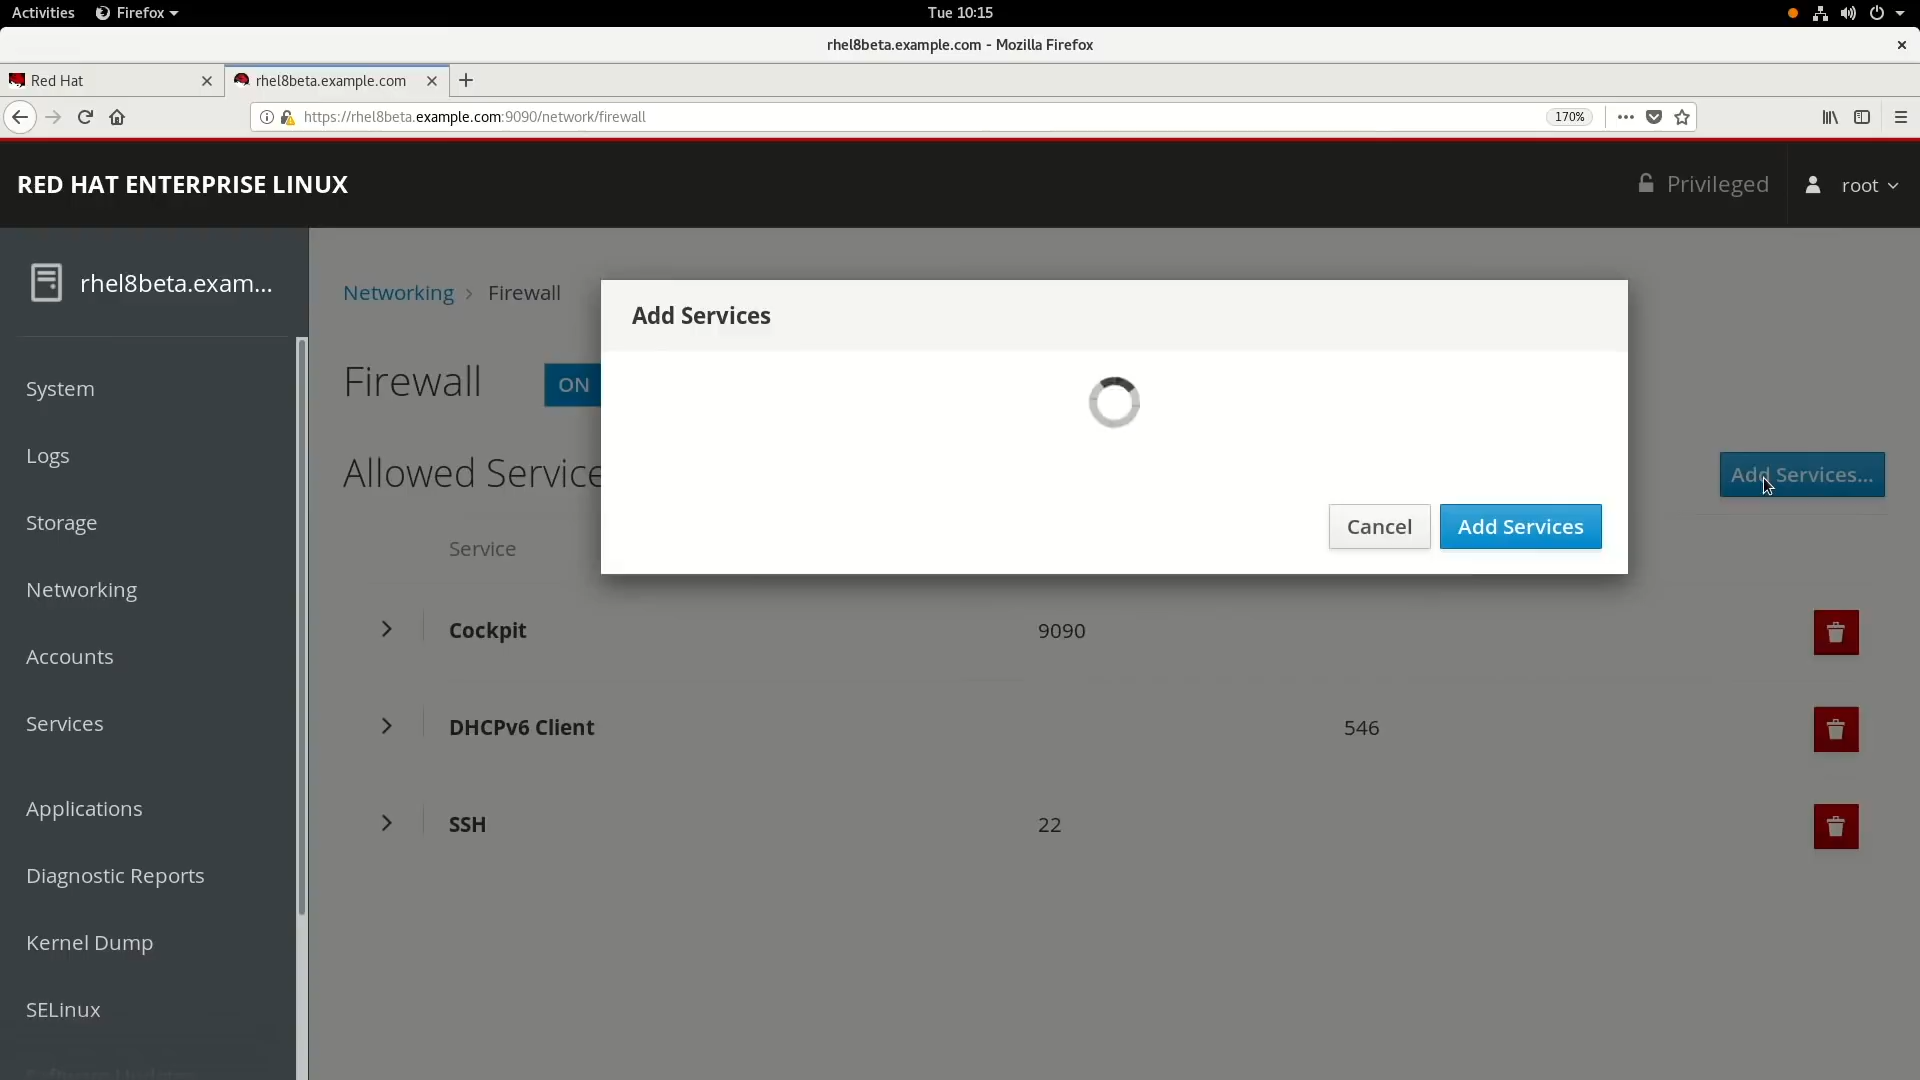 Activities
Firefox
Tue 10:15
rhel8beta.example.com - Mozilla Firefox
Red Hat
rhel8beta.example.com
https://rhel8beta.example.com:9090/network/firewall
170%
RED HAT ENTERPRISE LINUX
Privileged
root
rhel8beta.exam...
System
Logs
Storage
Networking
Accounts
Services
Applications
Diagnostic Reports
Kernel Dump
SELinux
Software Updates
Networking
Firewall
Firewall
ON
Allowed Service
Add Services...
Service
Cockpit
9090
DHCPv6 Client
546
SSH
22
Add Services
Cancel
Add Services